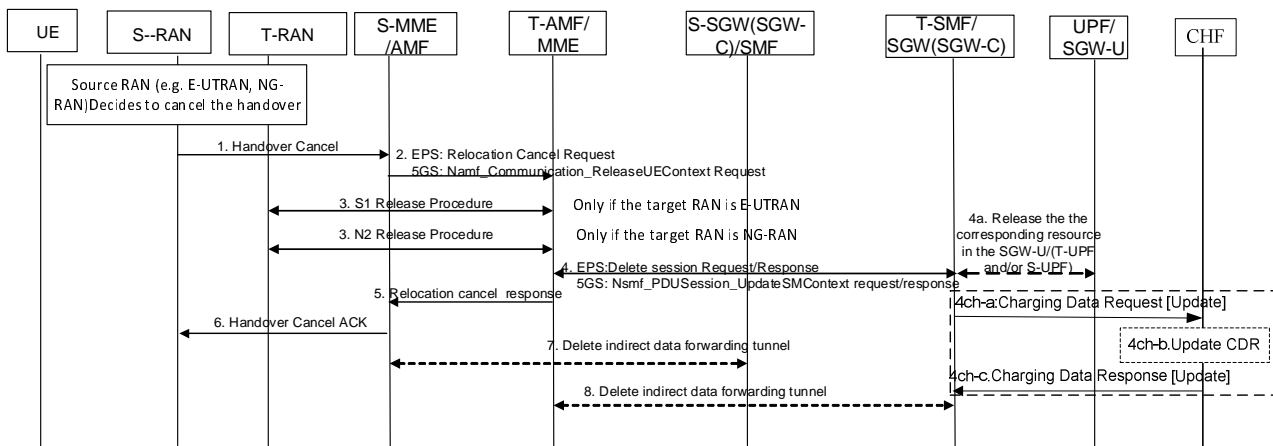 UE
S--RAN
T-RAN
S-MME
/AMF
T-AMF/
MME
S-SGW(SGW-
C)/SMF
T-SMF/
SGW(SGW-C)
UPF/
SGW-U
CHF
Source RAN (e.g. E-UTRAN, NG-
RAN)Decides to cancel the handover
1. Handover Cancel
2. EPS: Relocation Cancel Request
5GS: Namf_Communication_ReleaseUEContext Request
3. S1 Release Procedure
Only if the target RAN is E-UTRAN
3. N2 Release Procedure
Only if the target RAN is NG-RAN
4a. Release the the
corresponding resource
in the SGW-U/(T-UPF
and/or S-UPF)
4. EPS:Delete session Request/Response
5GS: Nsmf_PDUSession_UpdateSMContext request/response
5. Relocation cancel response
4ch-a:Charging Data Request [Update]
6. Handover Cancel ACK
4ch-b.Update CDR
7. Delete indirect data forwarding tunnel
4ch-c.Charging Data Response [Update]
8. Delete indirect data forwarding tunnel